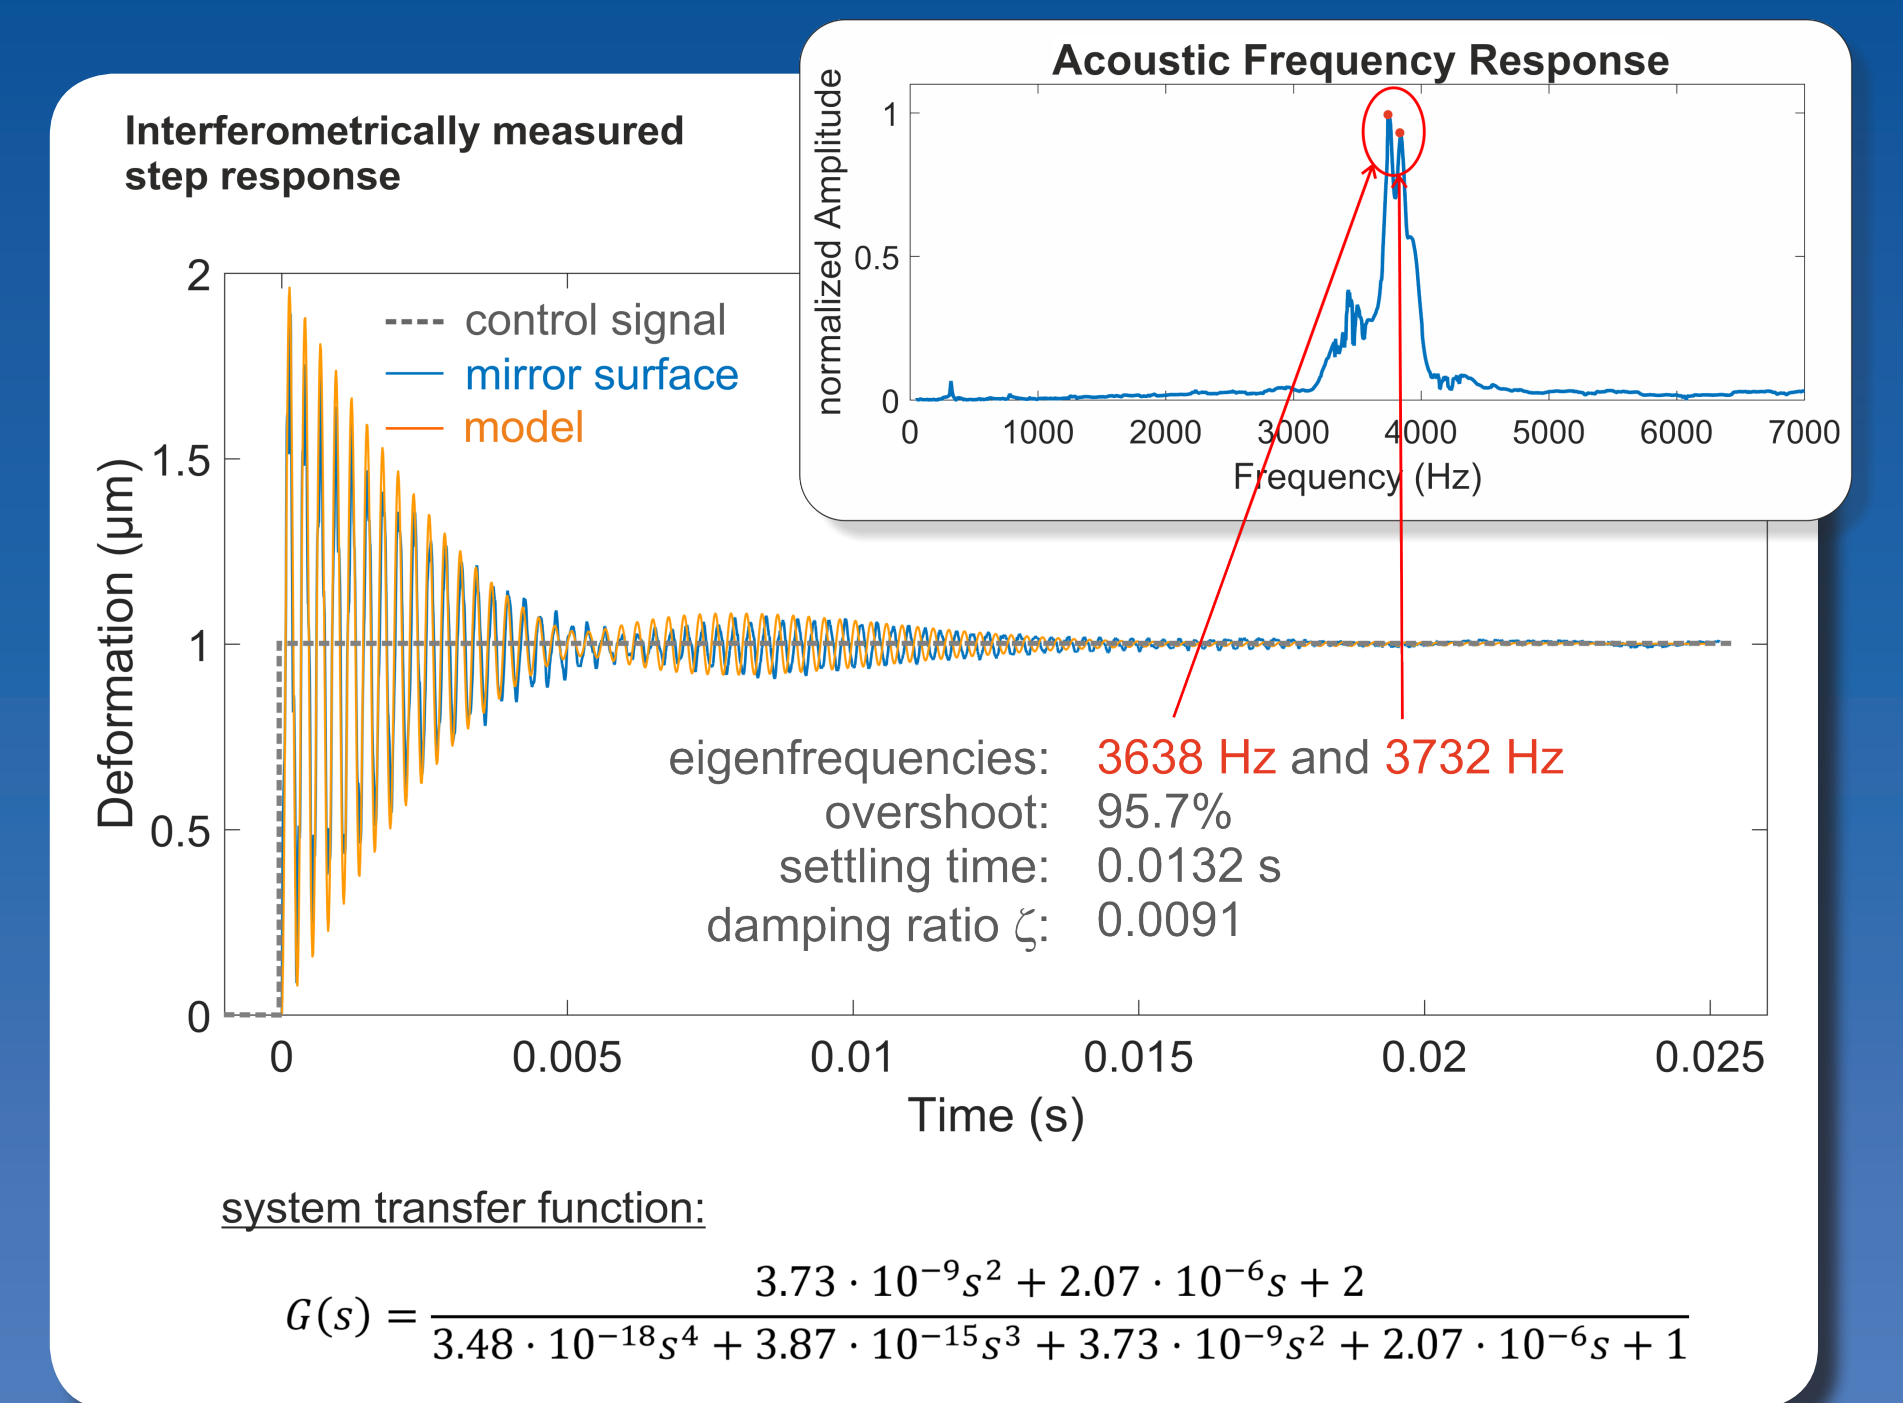 Interferometrically measured
step response
Acoustic Frequency Response
normalized Amplitude
1
0.5
0
0 1000 2000 3000 4000 5000 6000 7000
Frequency (Hz)
control signal
mirror surface
model
Deformation (µm)
2
1.5
1
0.5
0
eigenfrequencies: 3638 Hz and 3732 Hz
overshoot: 95.7%
settling time: 0.0132 s
damping ratio ζ: 0.0091
0 0.005 0.01 0.015 0.02 0.025
Time (s)
system transfer function:
G(s) = (3.73 · 10⁻⁹s² + 2.07 · 10⁻⁶s + 2) / (3.48 · 10⁻¹⁸s⁴ + 3.87 · 10⁻¹⁵s³ + 3.73 · 10⁻⁹s² + 2.07 · 10⁻⁶s + 1)